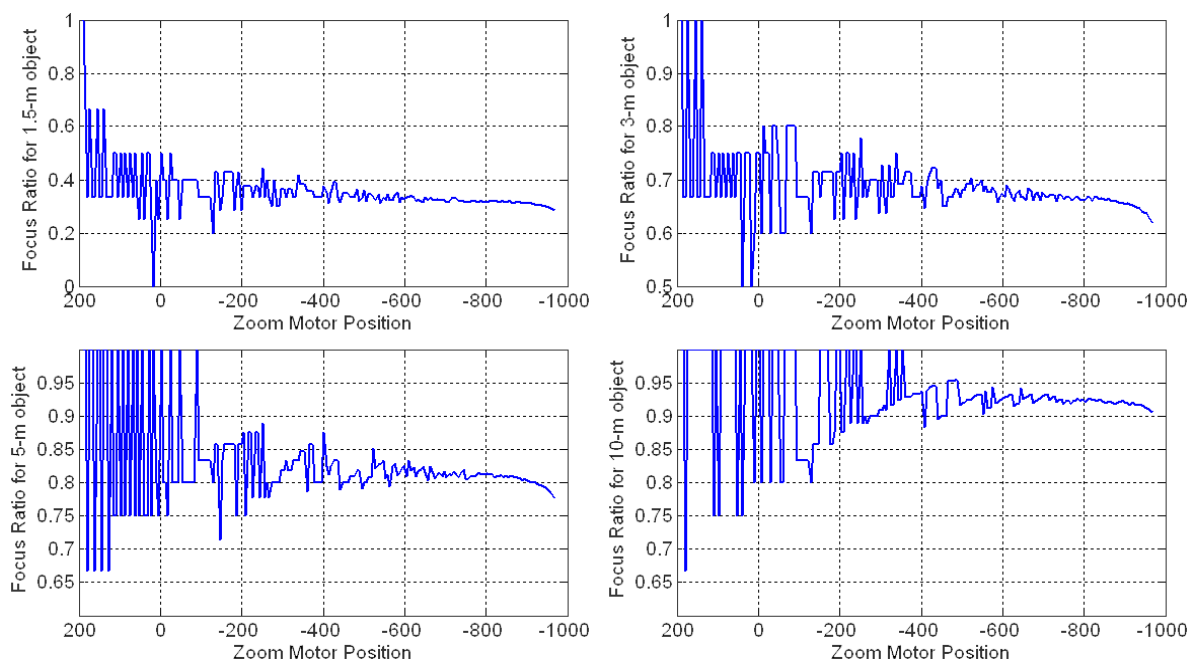 Focus Ratio for 1.5-m object
1
0.8
0.6
0.4
0.2
0
200 0 -200 -400 -600 -800 -1000
Zoom Motor Position
Focus Ratio for 3-m object
1
0.9
0.8
0.7
0.6
0.5
200 0 -200 -400 -600 -800 -1000
Zoom Motor Position
Focus Ratio for 5-m object
0.95
0.9
0.85
0.8
0.75
0.7
0.65
200 0 -200 -400 -600 -800 -1000
Zoom Motor Position
Focus Ratio for 10-m object
0.95
0.9
0.85
0.8
0.75
0.7
0.65
200 0 -200 -400 -600 -800 -1000
Zoom Motor Position